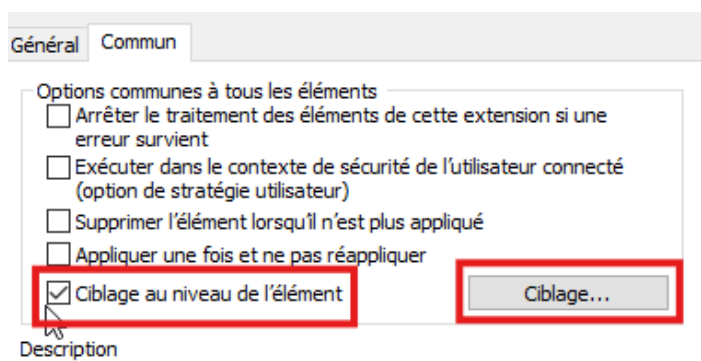 Général Commun
Options communes à tous les éléments
Arrêter le traitement des éléments de cette extension si une
erreur survient
Exécuter dans le contexte de sécurité de l'utilisateur connecté
(option de stratégie utilisateur)
Supprimer l'élément lorsqu'il n'est plus appliqué
Appliquer une fois et ne pas réappliquer
Ciblage au niveau de l'élément Ciblage...
Description